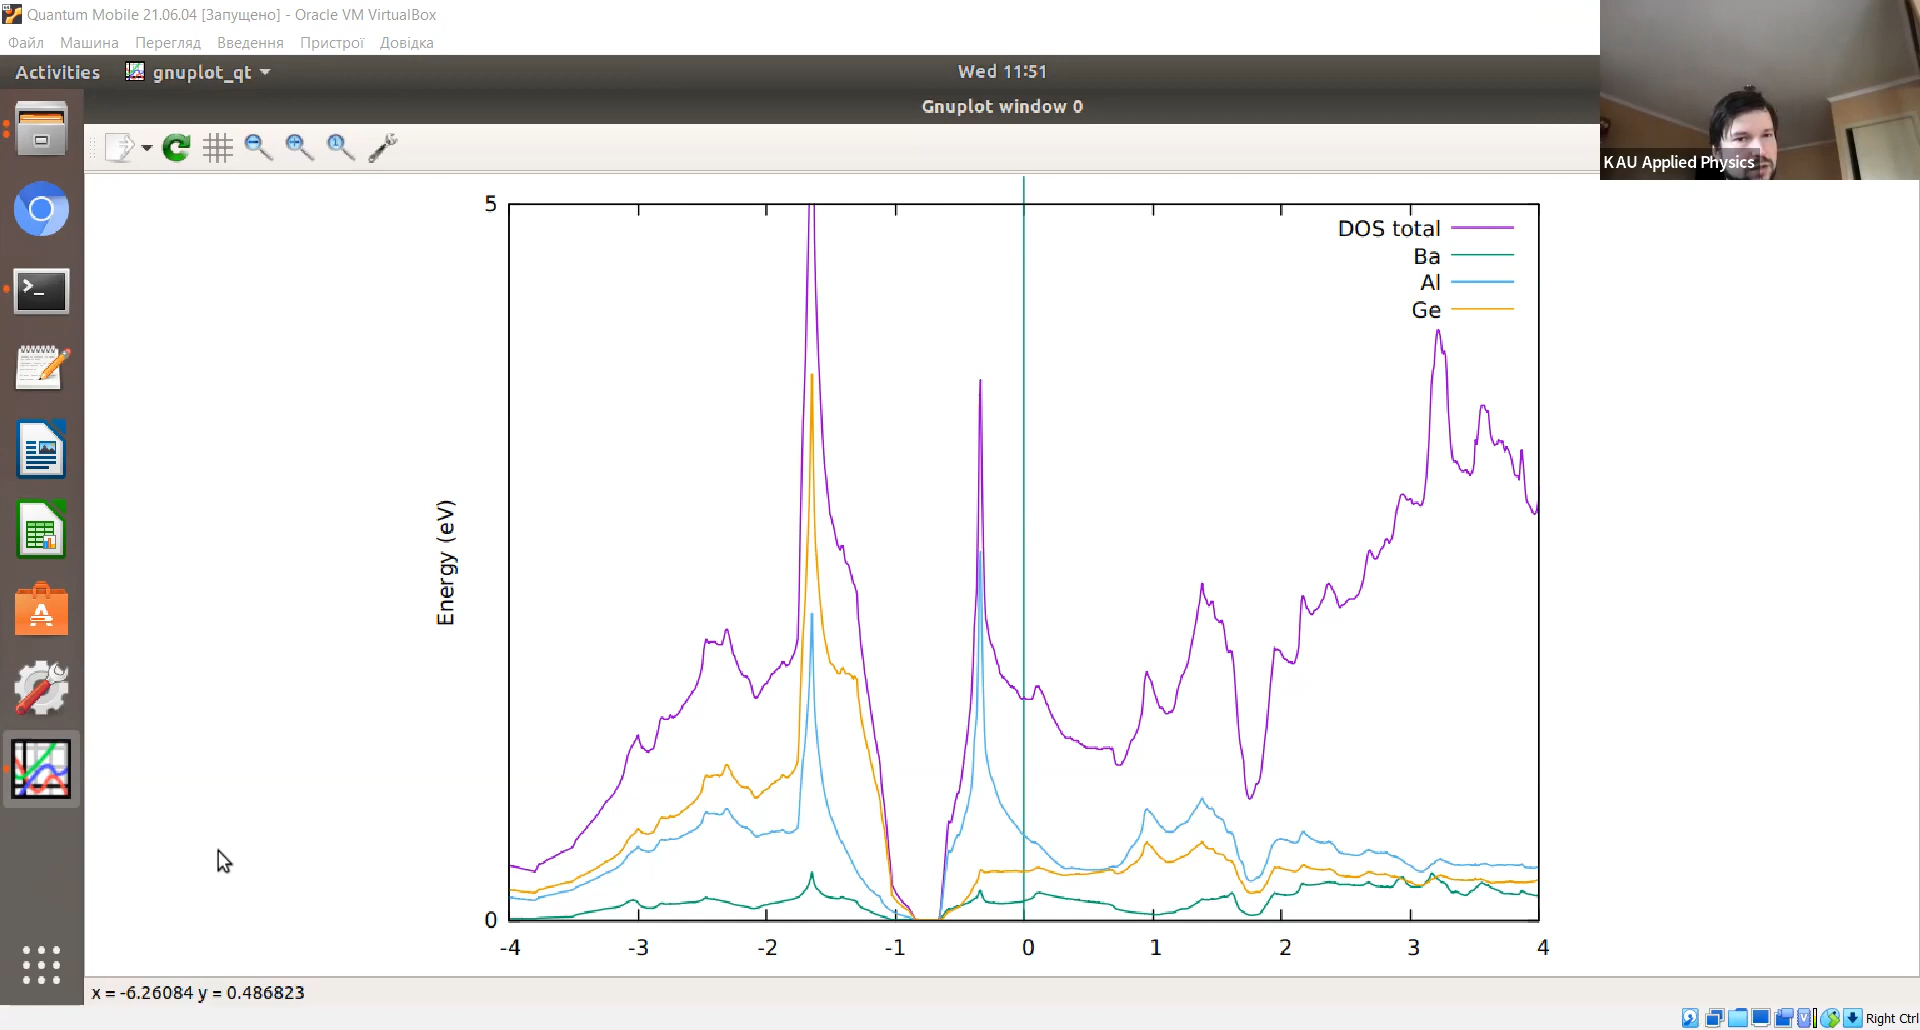 Quantum Mobile 21.06.04 [Запущено] - Oracle VM VirtualBox
Файл Машина Перегляд Введення Пристрої Довідка
Activities gnuplot_qt Wed 11:51
Gnuplot window 0
KAU Applied Physics
5
DOS total
Ba
Al
Ge
Energy (eV)
0
-4 -3 -2 -1 0 1 2 3 4
x = -6.26084 y = 0.486823
Right Ctrl